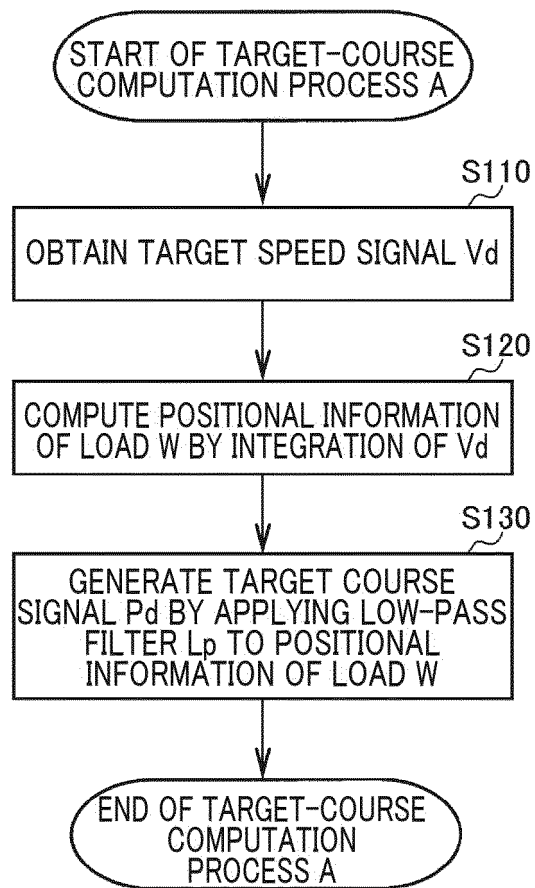 START OF TARGET-COURSE
COMPUTATION PROCESS A
S110
OBTAIN TARGET SPEED SIGNAL Vd
S120
COMPUTE POSITIONAL INFORMATION
OF LOAD W BY INTEGRATION OF Vd
S130
GENERATE TARGET COURSE
SIGNAL Pd BY APPLYING LOW-PASS
FILTER Lp TO POSITIONAL
INFORMATION OF LOAD W
END OF TARGET-COURSE
COMPUTATION
PROCESS A